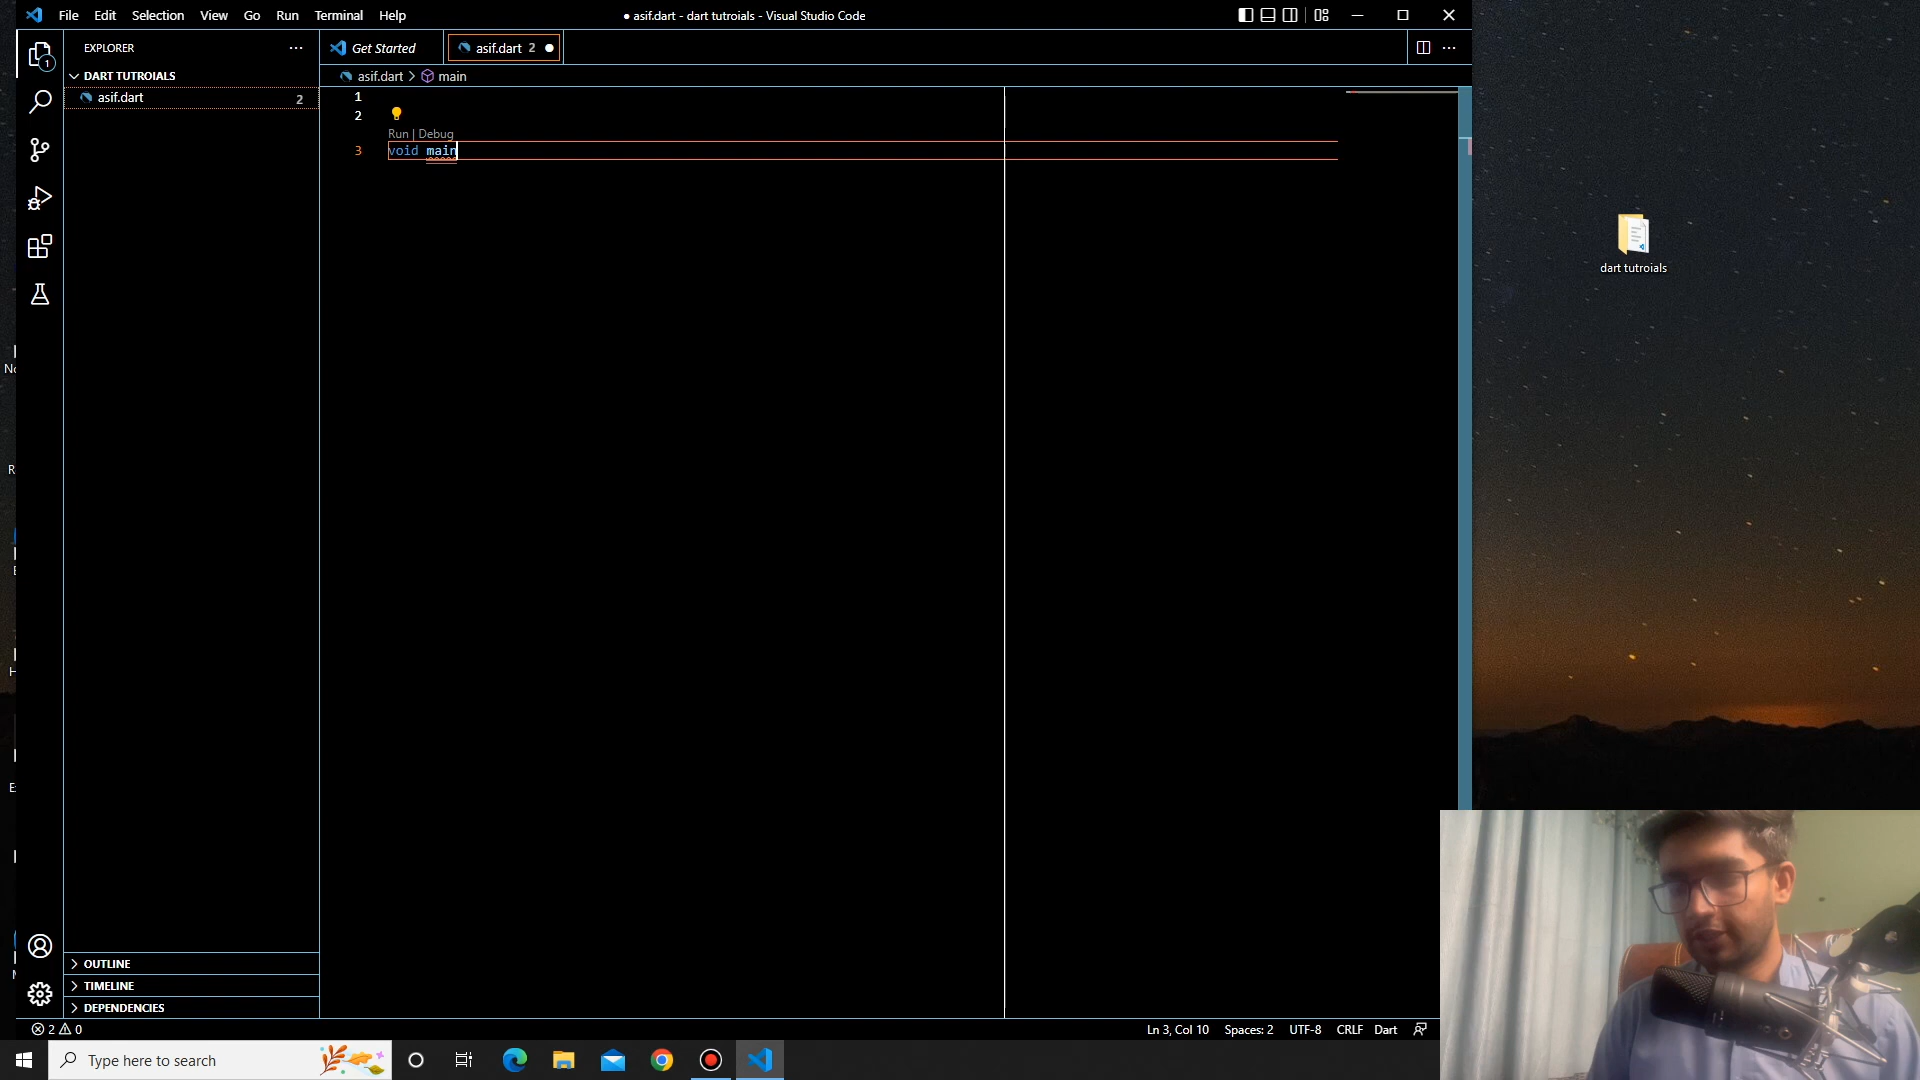 File Edit Selection View Go Run Terminal Help
● asif.dart - dart tutroials - Visual Studio Code
EXPLORER
Get Started
asif.dart 2
1
DART TUTROIALS
asif.dart > main
asif.dart 2
1
2
Run | Debug
3 void main
dart tutroials
OUTLINE
TIMELINE
DEPENDENCIES
2 0
Ln 3, Col 10 Spaces: 2 UTF-8 CRLF Dart
Type here to search